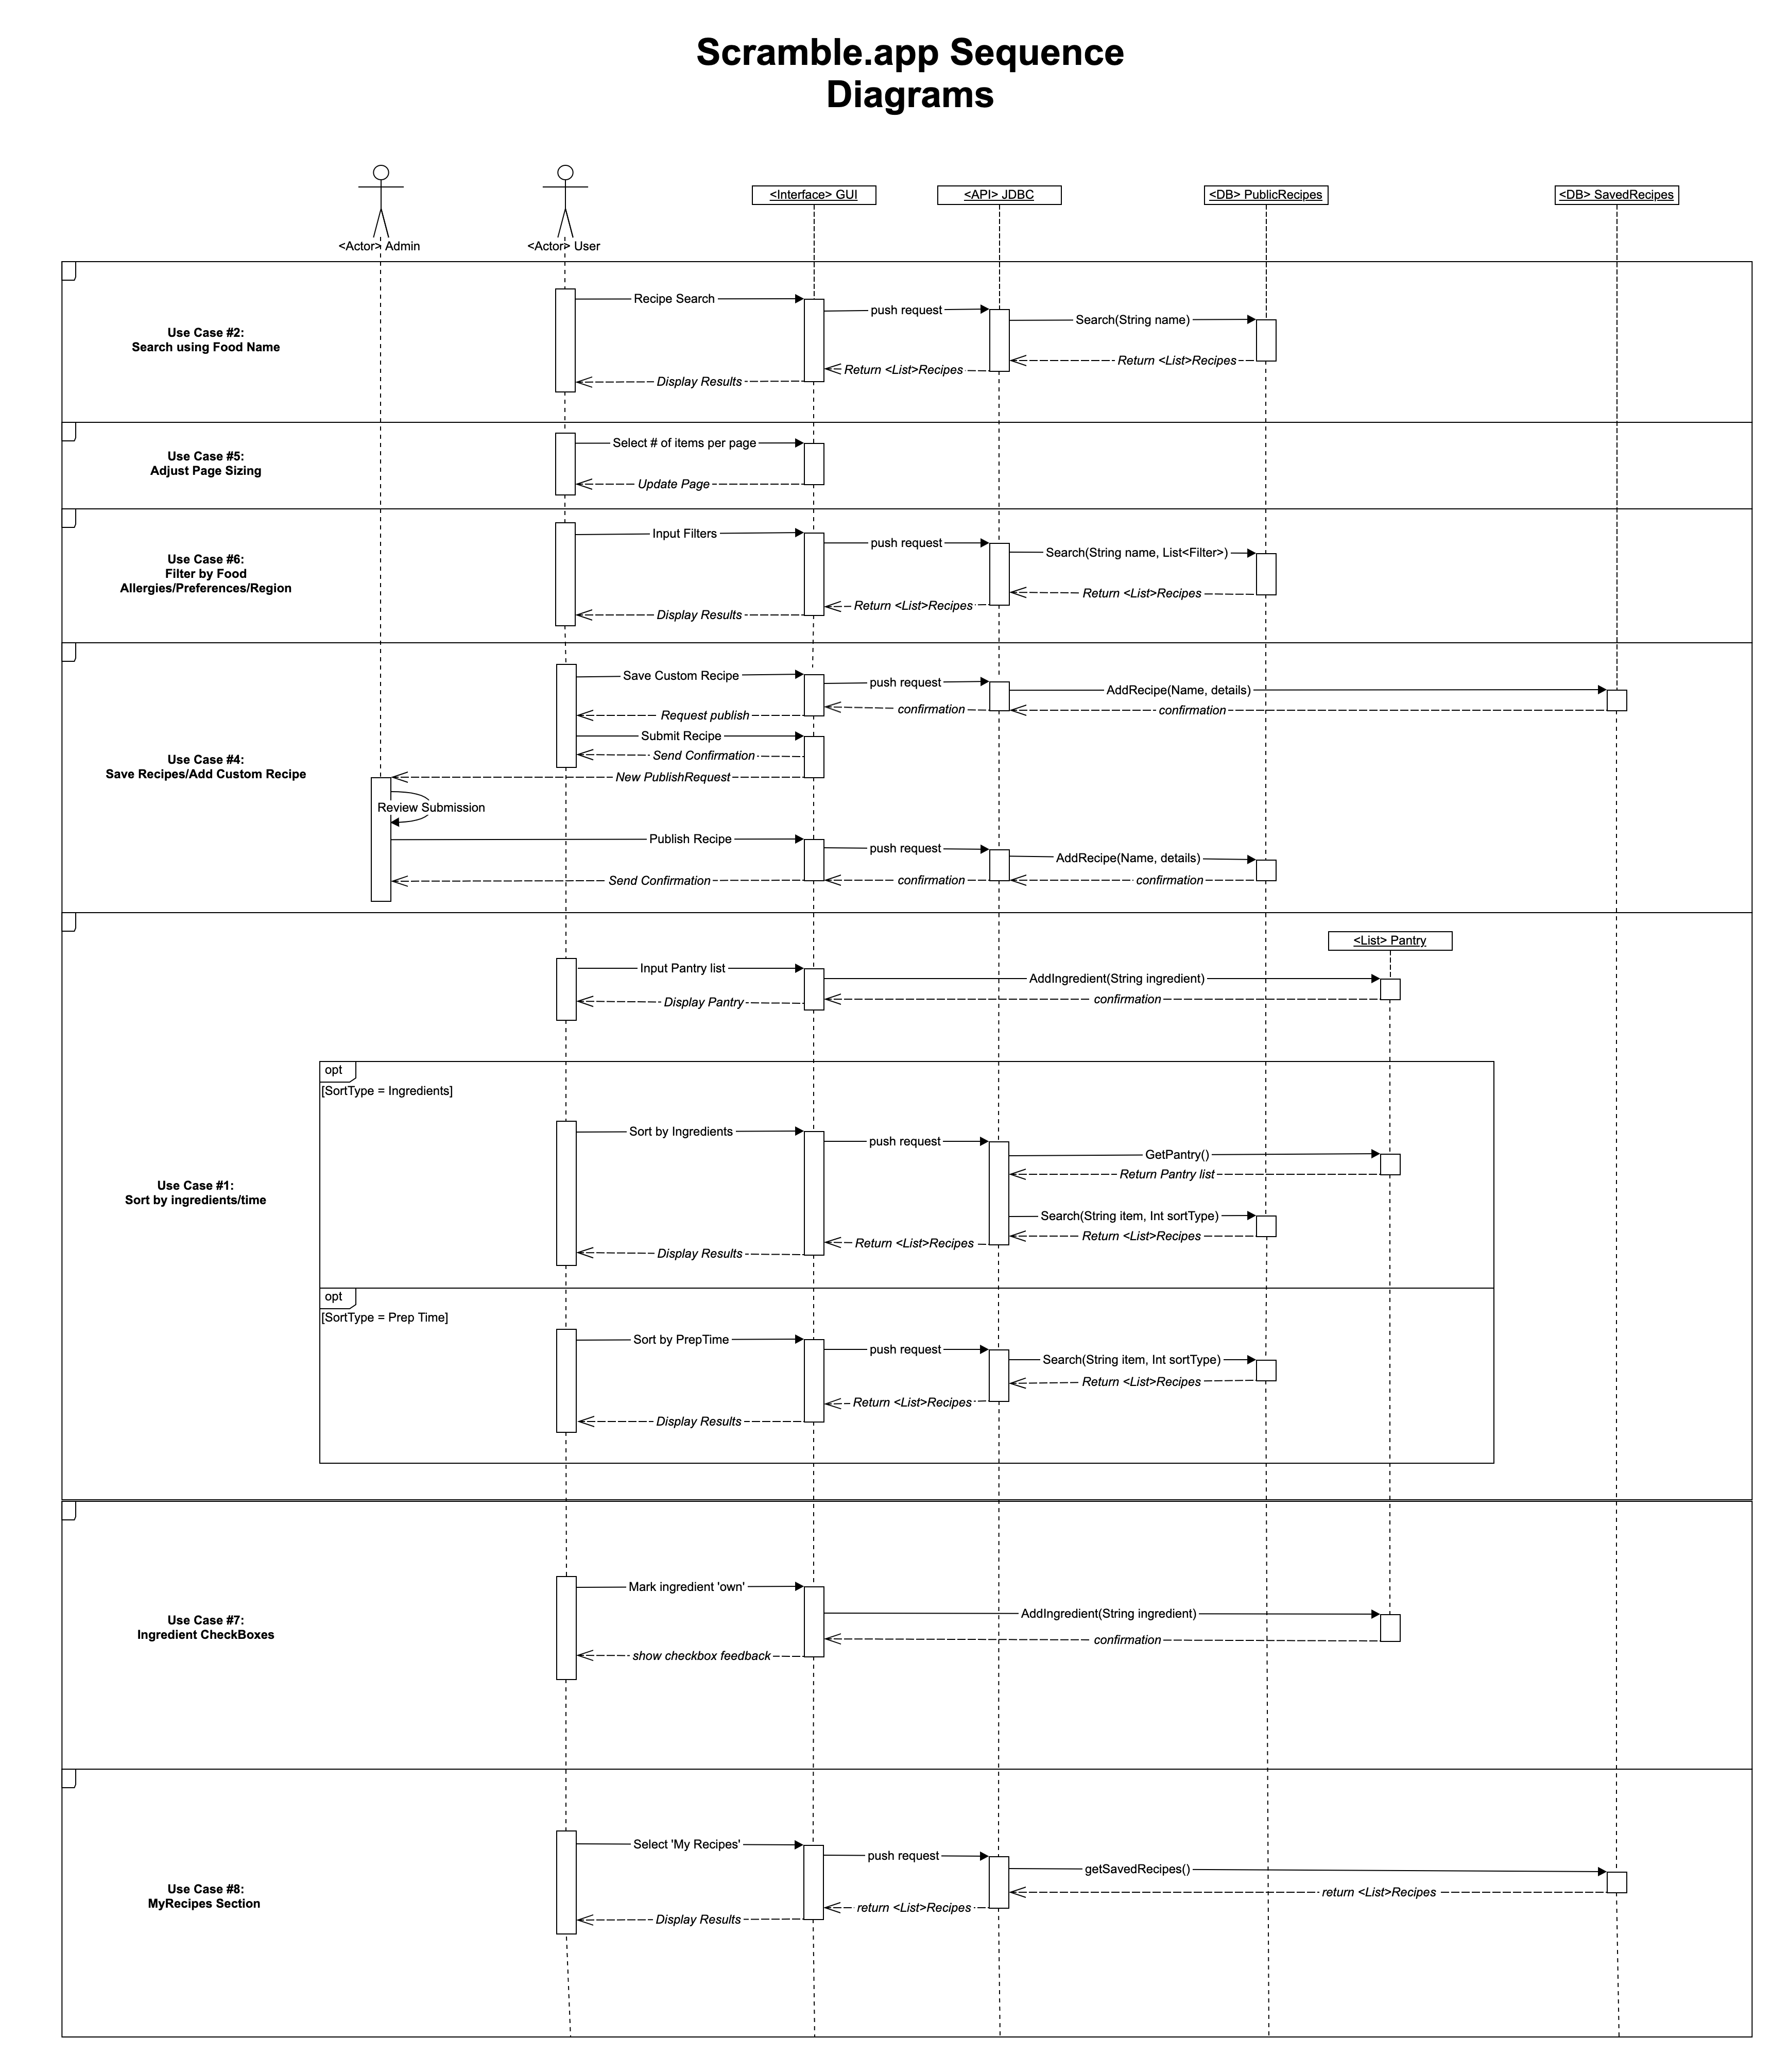 Scramble.app Sequence
Diagrams
<Actor> Admin
<Actor> User
<Interface> GUI
<API> JDBC
<DB> PublicRecipes
<DB> SavedRecipes
Use Case #2:
Search using Food Name
Recipe Search
push request
Search(String name)
Return <List>Recipes
Return <List>Recipes
Display Results
Use Case #5:
Adjust Page Sizing
Select # of items per page
Update Page
Use Case #6:
Filter by Food
Allergies/Preferences/Region
Input Filters
push request
Search(String name, List<Filter>)
Return <List>Recipes
Return <List>Recipes
Display Results
Use Case #4:
Save Recipes/Add Custom Recipe
Save Custom Recipe
push request
AddRecipe(Name, details)
confirmation
confirmation
Request publish
Submit Recipe
Send Confirmation
New PublishRequest
Review Submission
Publish Recipe
push request
AddRecipe(Name, details)
confirmation
confirmation
Send Confirmation
<List> Pantry
Input Pantry list
AddIngredient(String ingredient)
confirmation
Display Pantry
Use Case #1:
Sort by ingredients/time
opt
[SortType = Ingredients]
Sort by Ingredients
push request
GetPantry()
Return Pantry list
Search(String item, Int sortType)
Return <List>Recipes
Return <List>Recipes
Display Results
opt
[SortType = Prep Time]
Sort by PrepTime
push request
Search(String item, Int sortType)
Return <List>Recipes
Return <List>Recipes
Display Results
Use Case #7:
Ingredient CheckBoxes
Mark ingredient 'own'
AddIngredient(String ingredient)
confirmation
show checkbox feedback
Use Case #8:
MyRecipes Section
Select 'My Recipes'
push request
getSavedRecipes()
return <List>Recipes
return <List>Recipes
Display Results